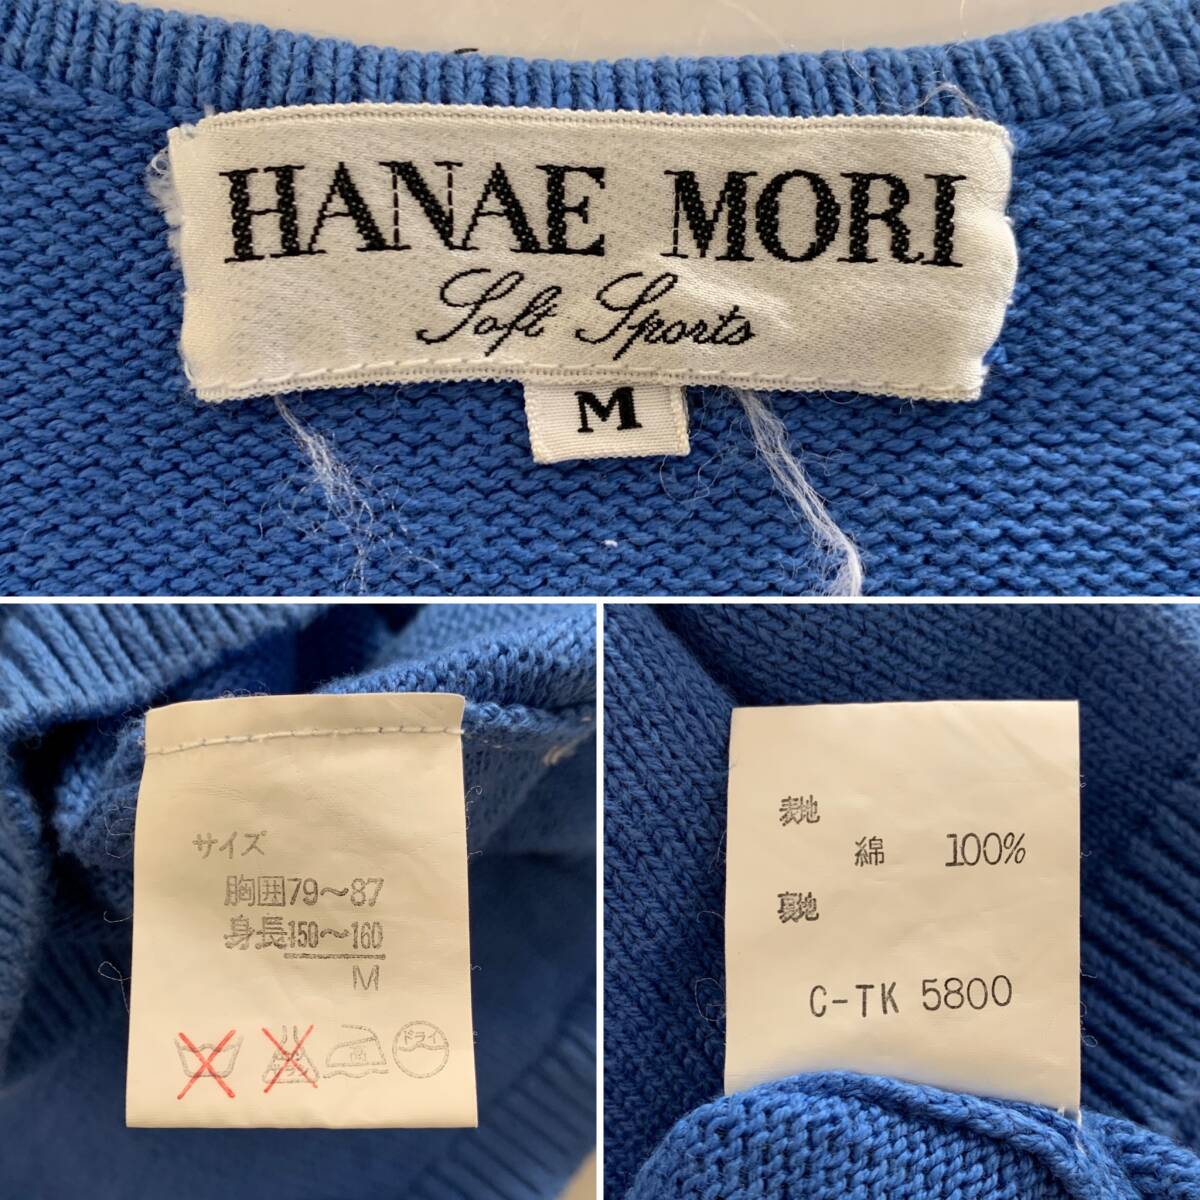 HANAE MORI
Soft Sports
M
サイズ
胸囲79～87
身長150～160
M
高
ドライ
表地
綿 100%
裏地
C-TK 5800